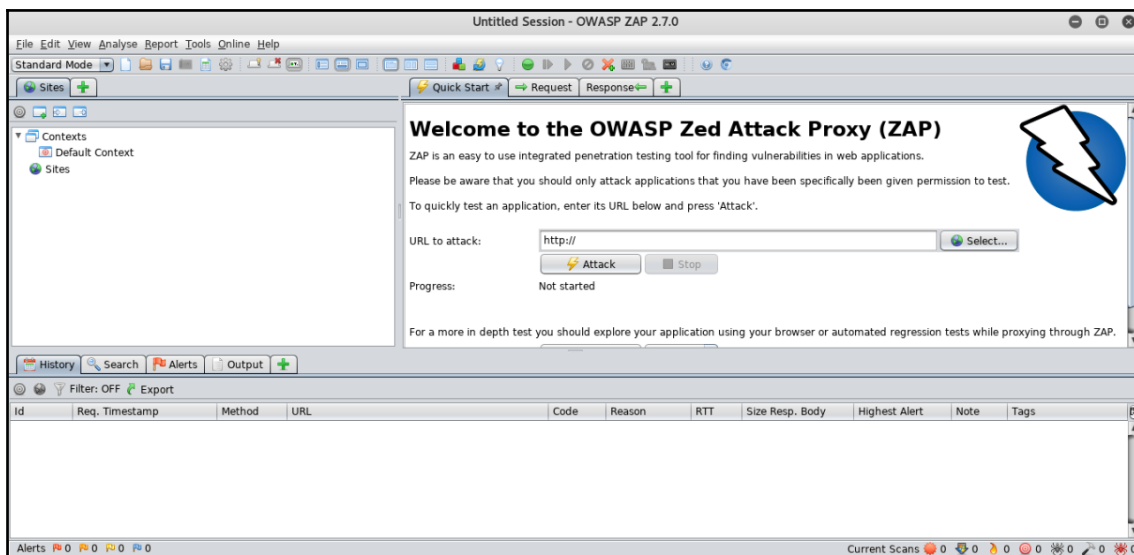 Untitled Session - OWASP ZAP 2.7.0
File Edit View Analyse Report Tools Online Help
Standard Mode
Sites
Quick Start Request Response
Contexts
Default Context
Sites
Welcome to the OWASP Zed Attack Proxy (ZAP)
ZAP is an easy to use integrated penetration testing tool for finding vulnerabilities in web applications.
Please be aware that you should only attack applications that you have been specifically been given permission to test.
To quickly test an application, enter its URL below and press 'Attack'.
URL to attack: http:// Select...
Attack Stop
Progress: Not started
For a more in depth test you should explore your application using your browser or automated regression tests while proxying through ZAP.
History Search Alerts Output
Filter: OFF Export
Id Req. Timestamp Method URL Code Reason RTT Size Resp. Body Highest Alert Note Tags
Alerts 0 0 0 0 Current Scans 0 0 0 0 0 0 0